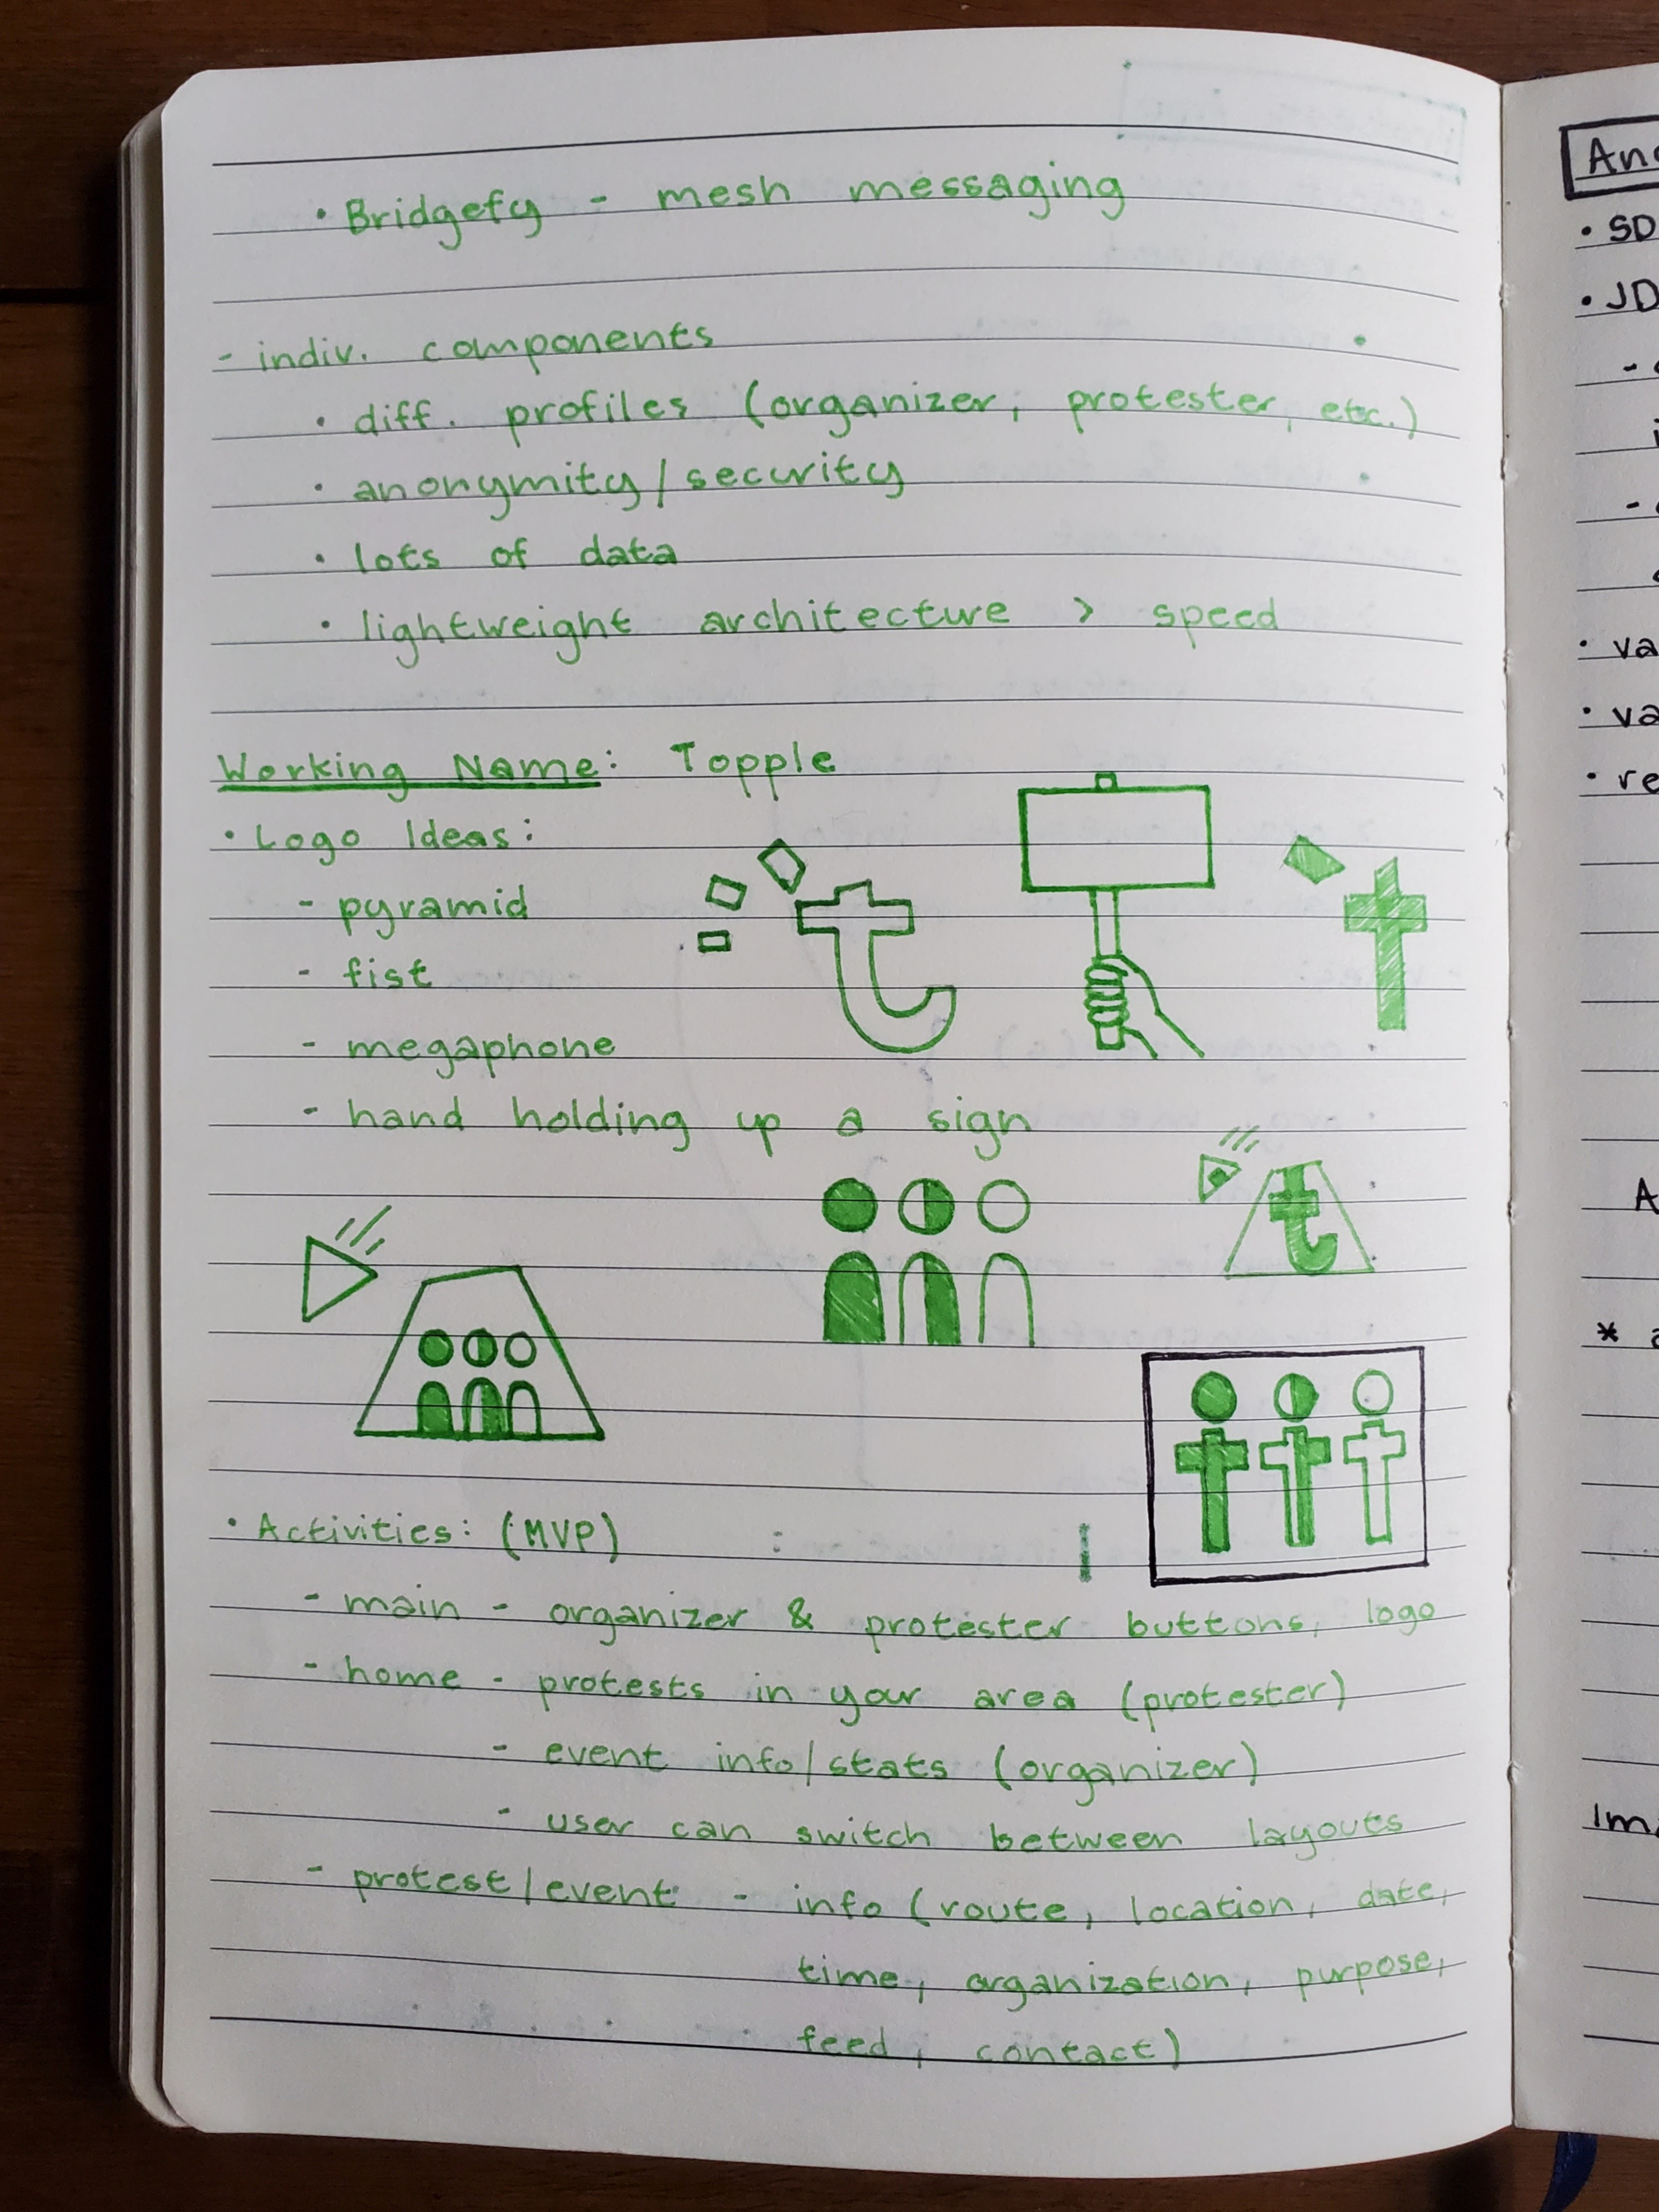 • Bridgefy - mesh messaging
- indiv. components
• diff. profiles (organizer, protester, etc.)
• anonymity/security
• lots of data
• lightweight architecture > speed
Working Name: Topple
• Logo Ideas:
- pyramid
- fist
- megaphone
- hand holding up a sign
t
t
t
• Activities: (MVP) :
- main - organizer & protester buttons, logo
- home - protests in your area (protester)
- event info/stats (organizer)
- user can switch between layouts
- protest/event - info (route, location, date,
time, organization, purpose,
feed, contact)
• SD
• JD
• va
• va
• re
A
*